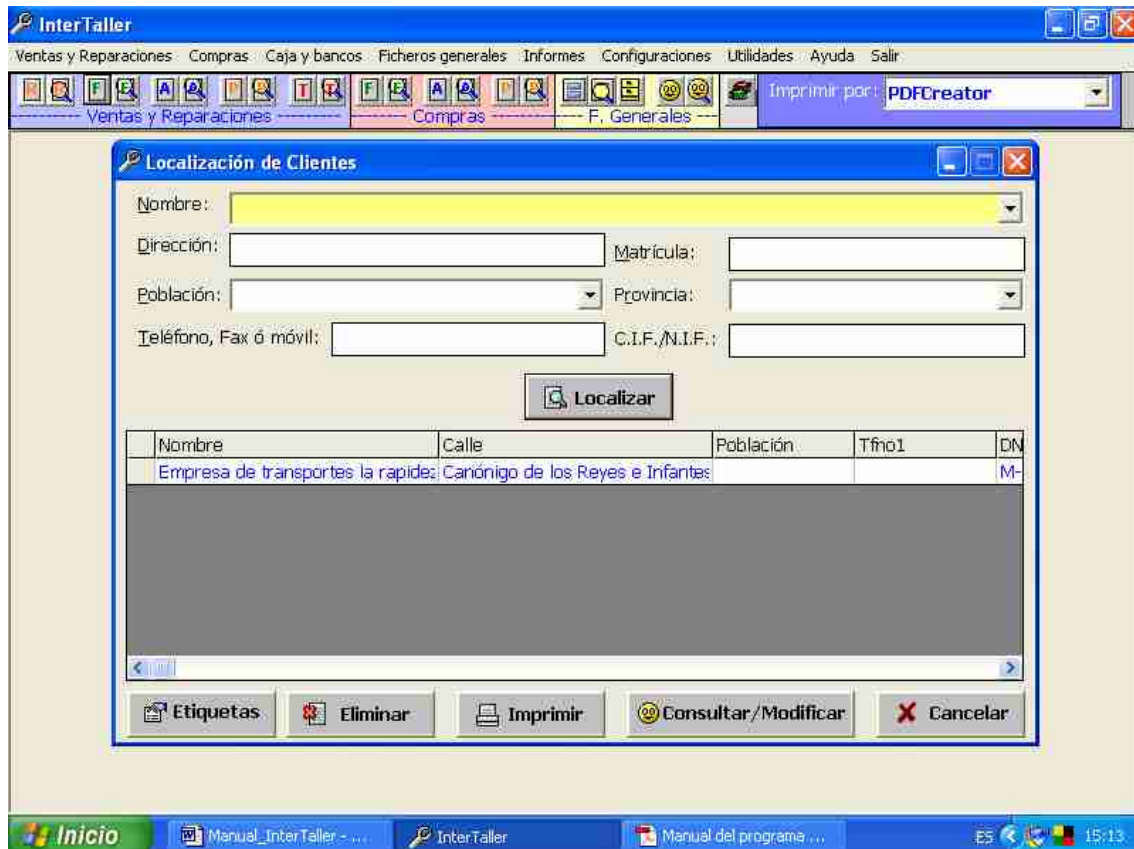 InterTaller
Ventas y Reparaciones Compras Caja y bancos Ficheros generales Informes Configuraciones Utilidades Ayuda Salir
R R F F A A P P T T F F A A P P Imprimir por: PDFCreator
Ventas y Reparaciones Compras F. Generales
Localización de Clientes
Nombre:
Dirección: Matrícula:
Población: Provincia:
Teléfono, Fax ó móvil: C.I.F./N.I.F.:
Localizar
Nombre Calle Población Tfno1 DN
Empresa de transportes la rapidez Canónigo de los Reyes e Infantes M-
Etiquetas Eliminar Imprimir Consultar/Modificar Cancelar
Inicio Manual_InterTaller - ... InterTaller Manual del programa ... ES 15:13